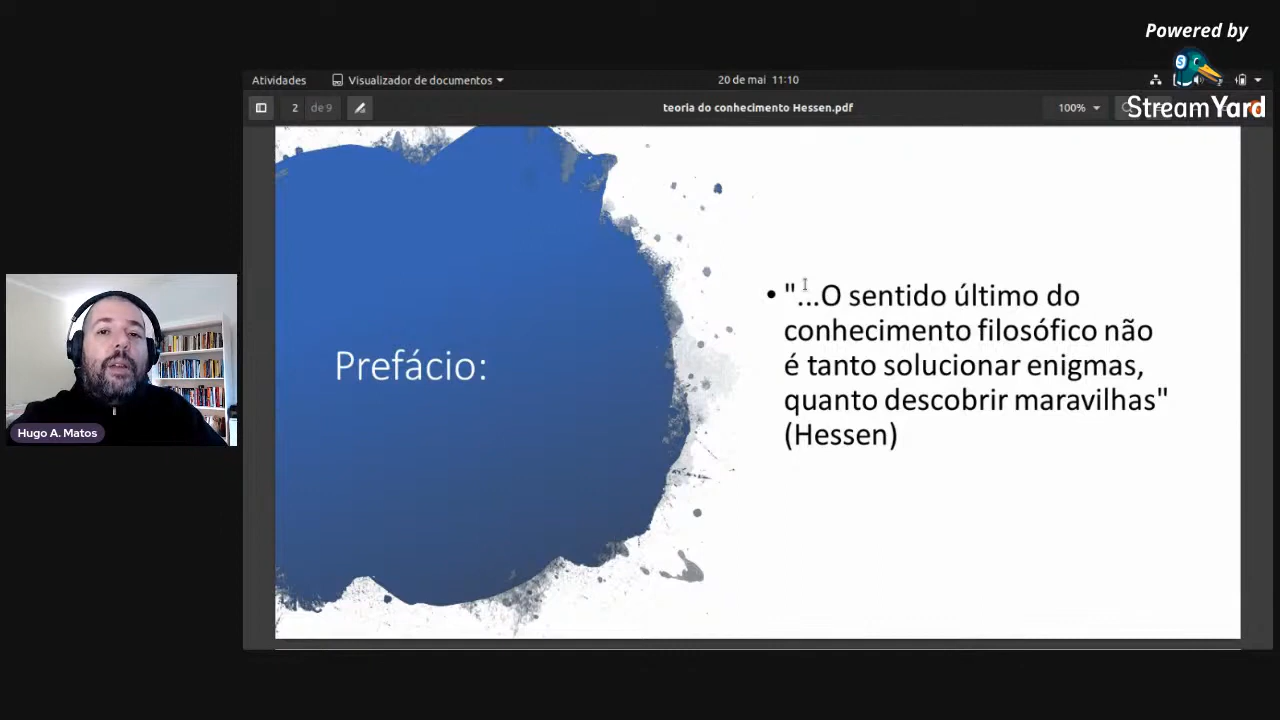 Powered by
StreamYard
Atividades
Visualizador de documentos
20 de mai 11:10
2
de 9
teoria do conhecimento Hessen.pdf
100%
Prefácio:
• "...O sentido último do
conhecimento filosófico não
é tanto solucionar enigmas,
quanto descobrir maravilhas"
(Hessen)
Hugo A. Matos